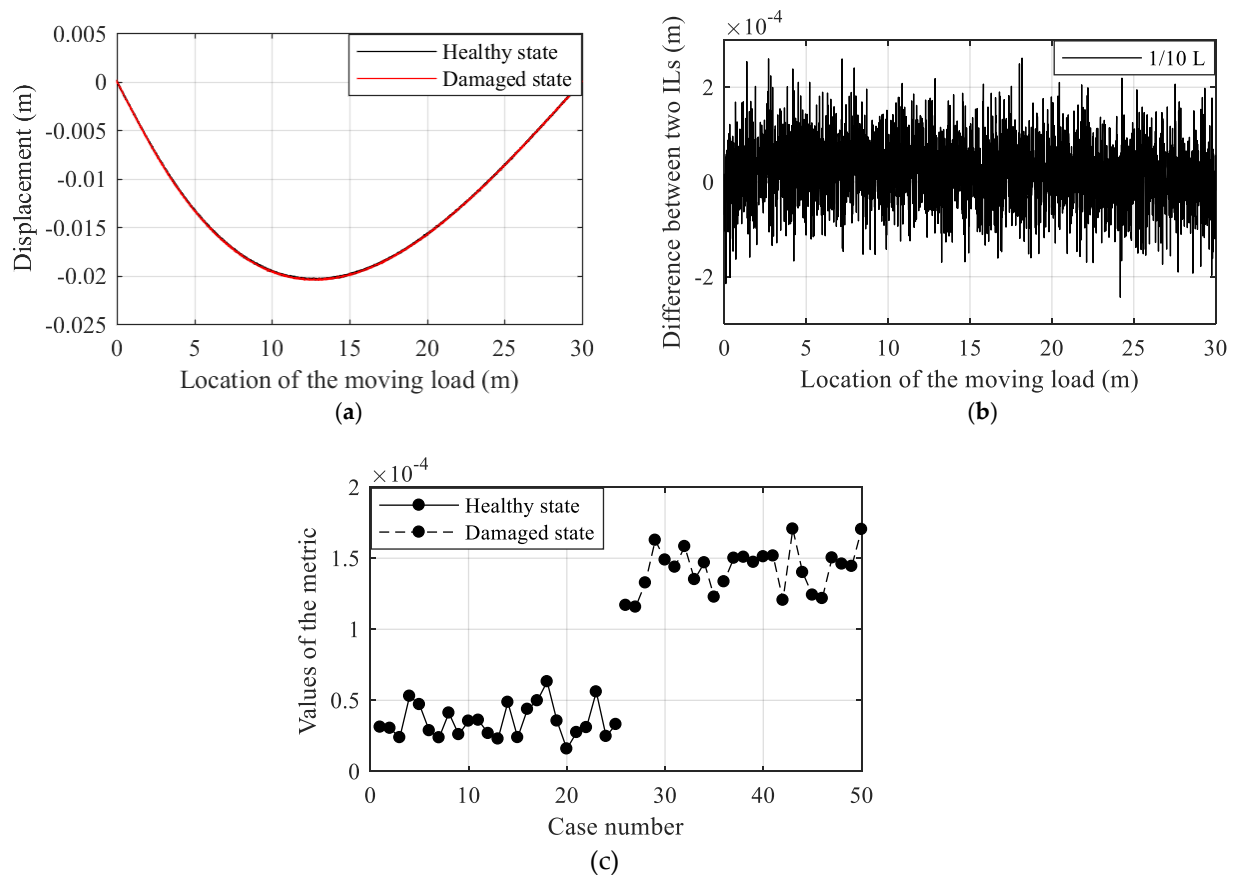 0.005
0
-0.005
-0.01
-0.015
-0.02
-0.025
Displacement (m)
Healthy state
Damaged state
0 5 10 15 20 25 30
Location of the moving load (m)
(a)
×10-4
2
0
-2
Difference between two ILs (m)
1/10 L
0 5 10 15 20 25 30
Location of the moving load (m)
(b)
×10-4
2
1.5
1
0.5
0
Values of the metric
Healthy state
Damaged state
0 10 20 30 40 50
Case number
(c)